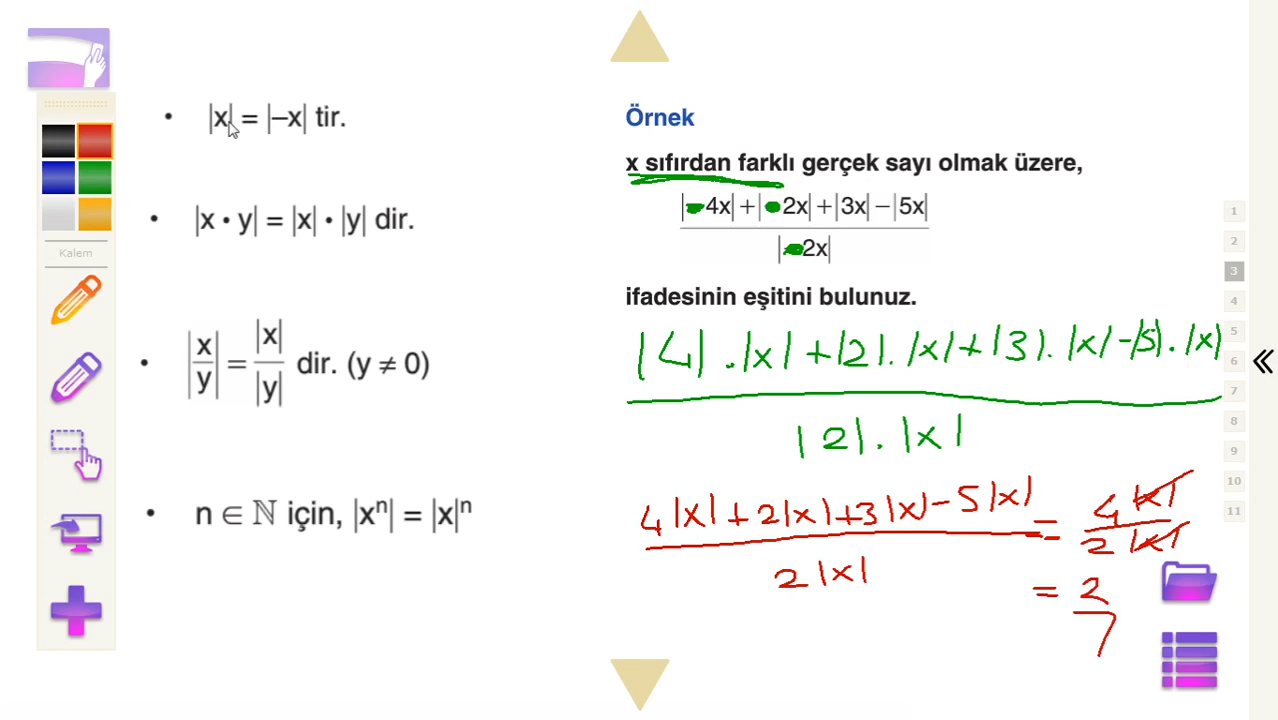 |x| = |–x| tir.
|x • y| = |x| • |y| dir.
|x/y| = |x|/|y| dir. (y ≠ 0)
n ∈ ℕ için, |xⁿ| = |x|ⁿ
Kalem
Örnek
x sıfırdan farklı gerçek sayı olmak üzere,
|-4x| + |-2x| + |3x| – |5x|
|-2x|
ifadesinin eşitini bulunuz.
|4| . |x| + |2| . |x| + |3| . |x| - |5| . |x|
|2| . |x|
4|x| + 2|x| + 3|x| - 5|x| = 4|x|
2|x| 2|x|
= 2
1
2
3
4
5
6
7
8
9
10
11